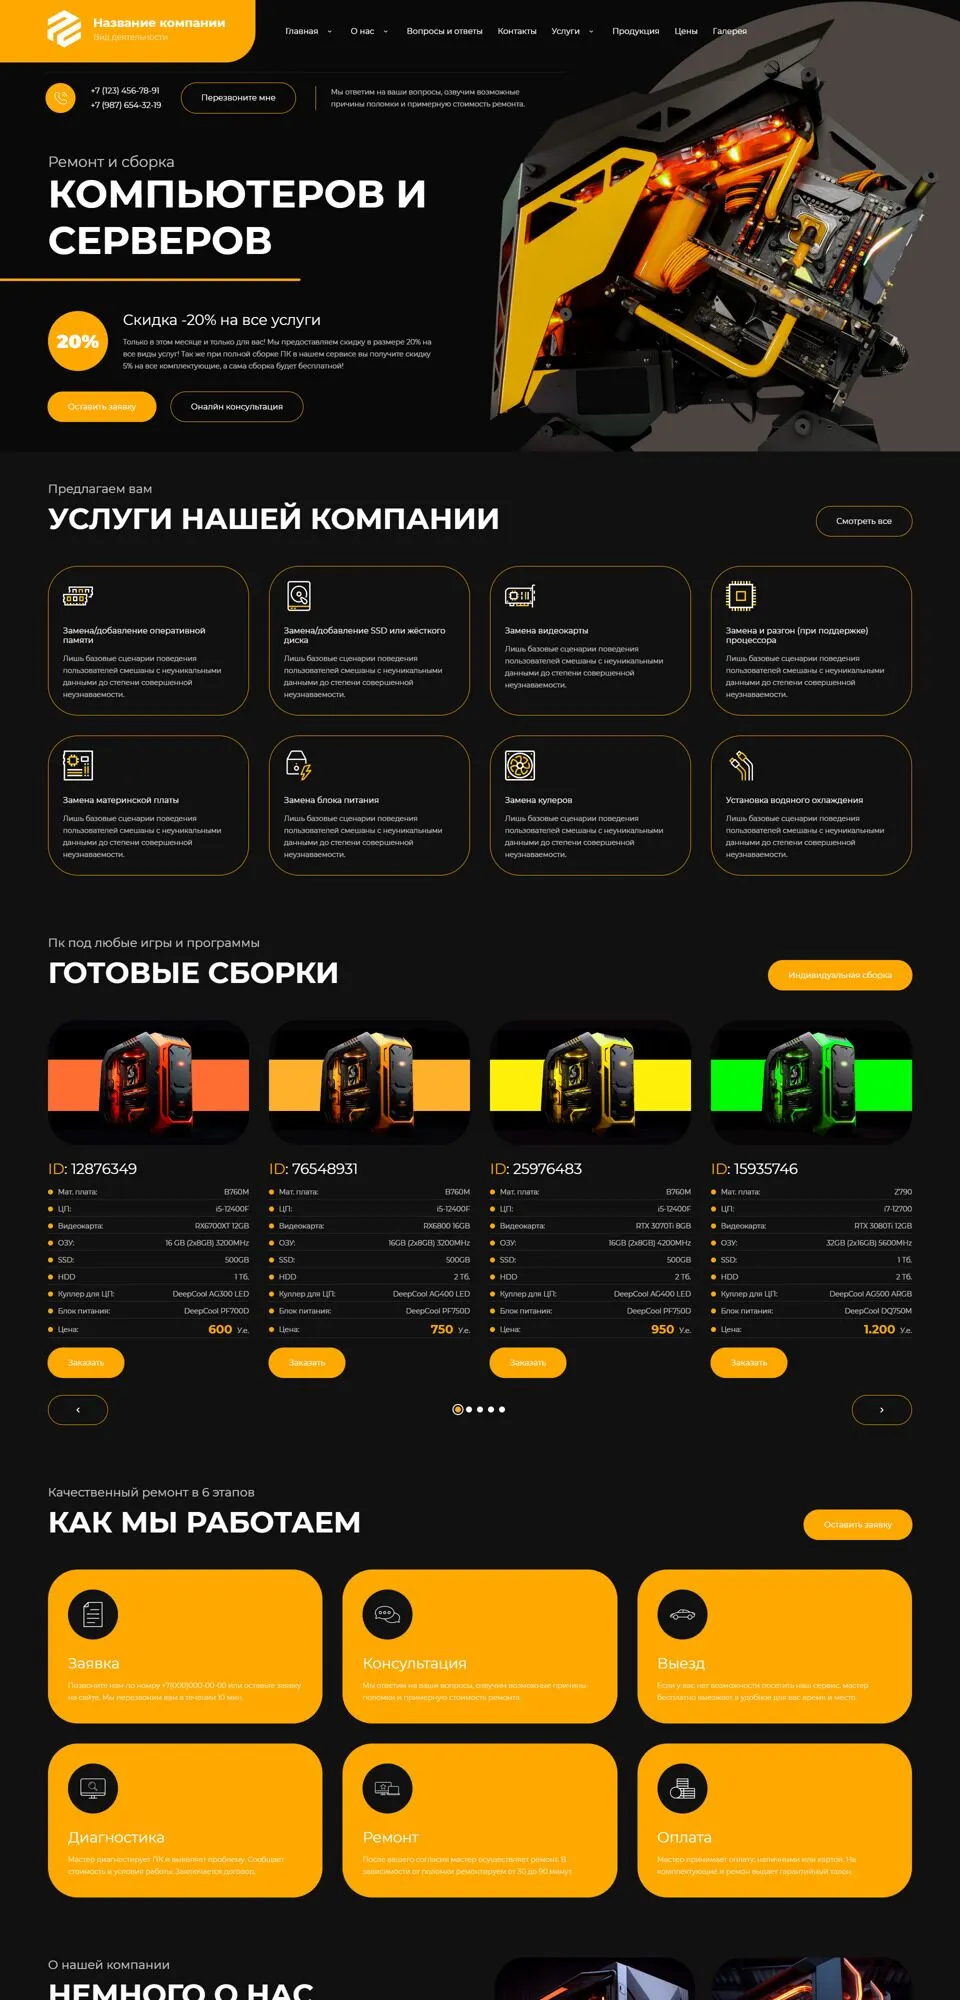 Название компании
Вид деятельности
Главная
О нас
Вопросы и ответы
Контакты
Услуги
Продукция
Цены
Галерея
+7 (123) 456-78-91
+7 (987) 654-32-19
Перезвоните мне
Мы ответим на ваши вопросы, озвучим возможные
причины поломки и примерную стоимость ремонта.
Ремонт и сборка
КОМПЬЮТЕРОВ И
СЕРВЕРОВ
20%
Скидка -20% на все услуги
Только в этом месяце и только для вас! Мы предоставляем скидку в размере 20% на
все виды услуг! Так же при полной сборке ПК в нашем сервисе вы получите скидку
5% на все комплектующие, а сама сборка будет бесплатной!
Оставить заявку
Онайлн консультация
Предлагаем вам
УСЛУГИ НАШЕЙ КОМПАНИИ
Смотреть все
Замена/добавление оперативной
памяти
Лишь базовые сценарии поведения
пользователей смешаны с неуникальными
данными до степени совершенной
неузнаваемости.
Замена/добавление SSD или жёсткого
диска
Лишь базовые сценарии поведения
пользователей смешаны с неуникальными
данными до степени совершенной
неузнаваемости.
Замена видеокарты
Лишь базовые сценарии поведения
пользователей смешаны с неуникальными
данными до степени совершенной
неузнаваемости.
Замена и разгон (при поддержке)
процессора
Лишь базовые сценарии поведения
пользователей смешаны с неуникальными
данными до степени совершенной
неузнаваемости.
Замена материнской платы
Лишь базовые сценарии поведения
пользователей смешаны с неуникальными
данными до степени совершенной
неузнаваемости.
Замена блока питания
Лишь базовые сценарии поведения
пользователей смешаны с неуникальными
данными до степени совершенной
неузнаваемости.
Замена кулеров
Лишь базовые сценарии поведения
пользователей смешаны с неуникальными
данными до степени совершенной
неузнаваемости.
Установка водяного охлаждения
Лишь базовые сценарии поведения
пользователей смешаны с неуникальными
данными до степени совершенной
неузнаваемости.
Пк под любые игры и программы
ГОТОВЫЕ СБОРКИ
Индивидуальная сборка
ID: 12876349
Мат. плата: B760M
ЦП: i5-12400F
Видеокарта: RX6700XT 12GB
ОЗУ: 16 GB (2x8GB) 3200MHz
SSD: 500GB
HDD 1 Тб.
Куллер для ЦП: DeepCool AG300 LED
Блок питания: DeepCool PF700D
Цена: 600 У.е.
Заказать
ID: 76548931
Мат. плата: B760M
ЦП: i5-12400F
Видеокарта: RX6800 16GB
ОЗУ: 16GB (2x8GB) 3200MHz
SSD: 500GB
HDD 2 Тб.
Куллер для ЦП: DeepCool AG400 LED
Блок питания: DeepCool PF750D
Цена: 750 У.е.
Заказать
ID: 25976483
Мат. плата: B760M
ЦП: i5-12400F
Видеокарта: RTX 3070Ti 8GB
ОЗУ: 16GB (2x8GB) 4200MHz
SSD: 500GB
HDD 2 Тб.
Куллер для ЦП: DeepCool AG400 LED
Блок питания: DeepCool PF750D
Цена: 950 У.е.
Заказать
ID: 15935746
Мат. плата: Z790
ЦП: i7-12700
Видеокарта: RTX 3080Ti 12GB
ОЗУ: 32GB (2x16GB) 5600MHz
SSD: 1 Тб.
HDD 2 Тб.
Куллер для ЦП: DeepCool AG500 ARGB
Блок питания: DeepCool DQ750M
Цена: 1.200 У.е.
Заказать
Качественный ремонт в 6 этапов
КАК МЫ РАБОТАЕМ
Оставить заявку
Заявка
Позвоните нам по номру +7(000)000-00-00 или оставьте заявку
на сайте. Мы перезвоним вам в течении 10 мин.
Консультация
Мы ответим на ваши вопросы, озвучим возможные причины
поломки и примерную стоимость ремонта.
Выезд
Если у вас нет возможности посетить наш сервис, мастер
бесплатно выезжает в удобное для вас время и место.
Диагностика
Мастер диагностирует ПК и выявляет проблему. Сообщает
стоимость и условия работы. Заключается договор.
Ремонт
После вашего согласия мастер осуществляет ремонт. В
зависимости от поломки ремонтируем от 30 до 90 минут.
Оплата
Мастер принимает оплату, наличными или картой. На
комплектующие и ремон выдает гарантийный талон.
О нашей компании
НЕМНОГО О НАС